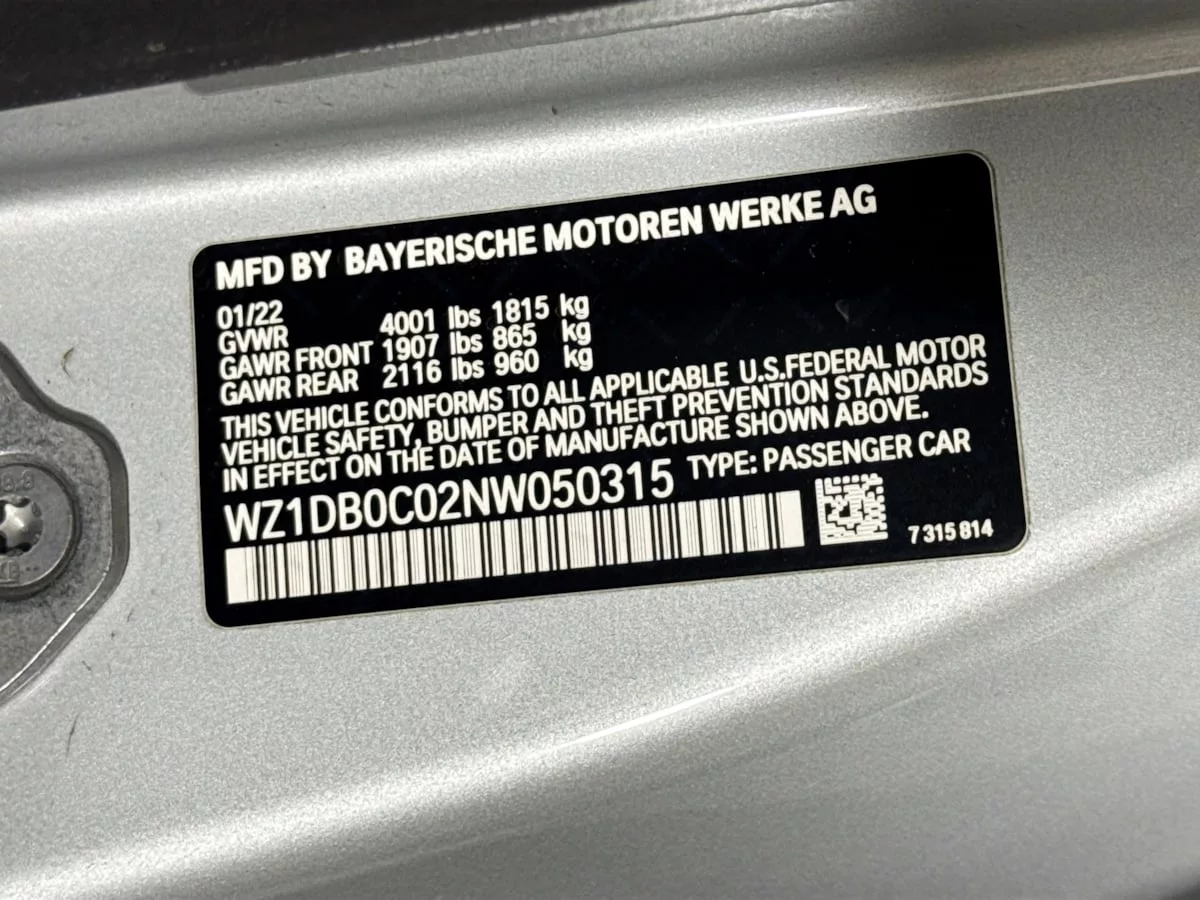 MFD BY BAYERISCHE MOTOREN WERKE AG
01/22
GVWR 4001 lbs 1815 kg
GAWR FRONT 1907 lbs 865 kg
GAWR REAR 2116 lbs 960 kg
THIS VEHICLE CONFORMS TO ALL APPLICABLE U.S.FEDERAL MOTOR
VEHICLE SAFETY, BUMPER AND THEFT PREVENTION STANDARDS
IN EFFECT ON THE DATE OF MANUFACTURE SHOWN ABOVE.
WZ1DB0C02NW050315 TYPE: PASSENGER CAR
7 315 814